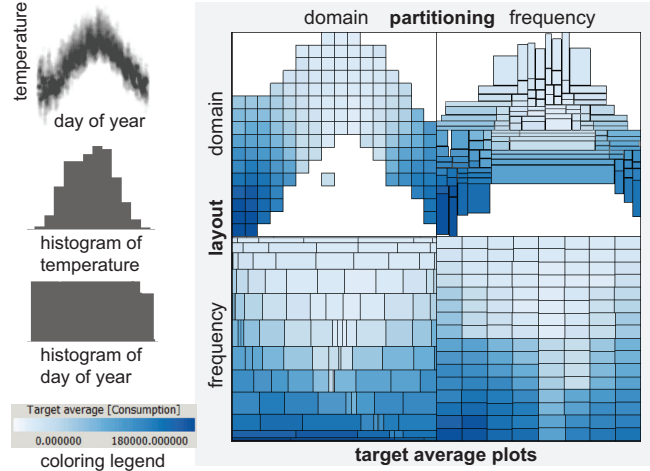 temperature
day of year
histogram of
temperature
histogram of
day of year
Target average [Consumption]
0.000000 180000.000000
coloring legend
domain partitioning frequency
domain
layout
frequency
target average plots